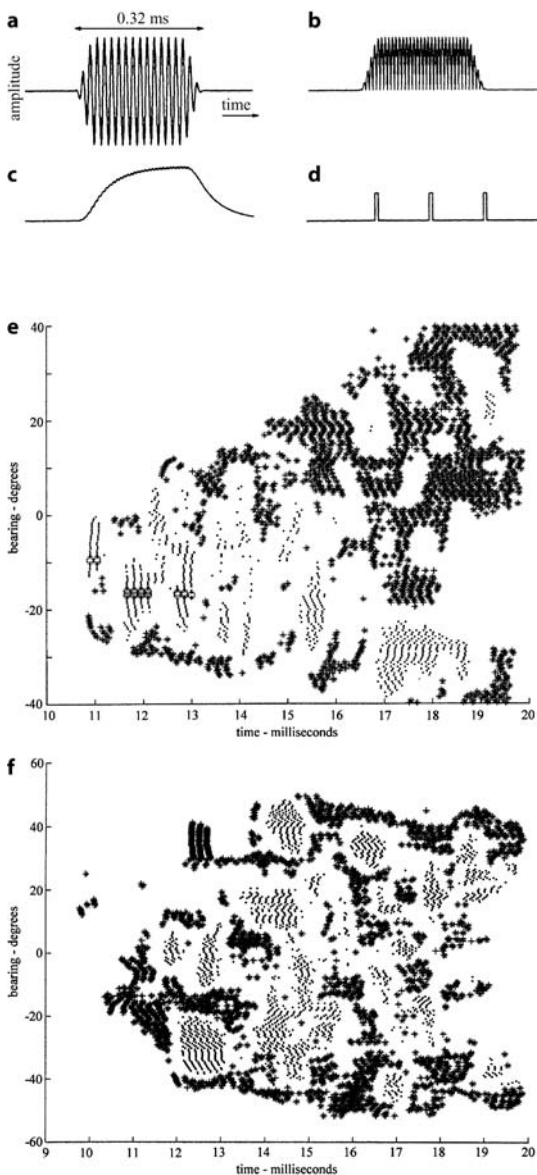 a
0.32 ms
b
amplitude
time
c
d
e
40
20
0
-20
-40
bearing - degrees
10 11 12 13 14 15 16 17 18 19 20
time - milliseconds
f
60
40
20
0
-20
-40
-60
bearing - degrees
9 10 11 12 13 14 15 16 17 18 19 20
time - milliseconds